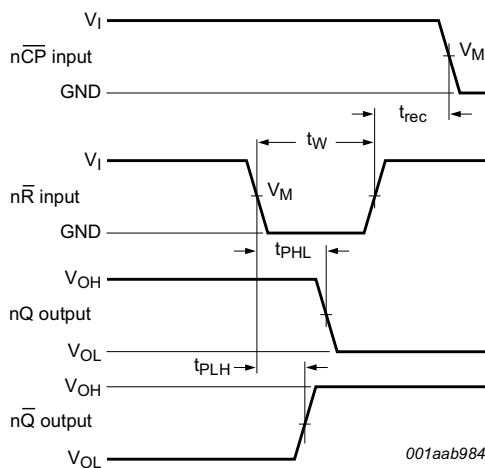 V_I
nC̅P̅ input
V_M
GND
t_rec
t_W
V_I
nR̅ input
V_M
GND
t_PHL
V_OH
nQ output
V_OL
t_PLH
V_OH
nQ̅ output
V_OL
001aab984